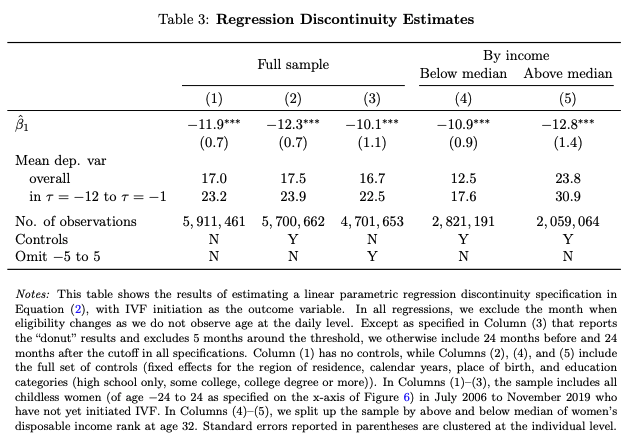 Table 3: Regression Discontinuity Estimates
Full sample By income
Below median Above median
(1) (2) (3) (4) (5)
β̂₁ −11.9*** −12.3*** −10.1*** −10.9*** −12.8***
(0.7) (0.7) (1.1) (0.9) (1.4)
Mean dep. var
overall 17.0 17.5 16.7 12.5 23.8
in τ = −12 to τ = −1 23.2 23.9 22.5 17.6 30.9
No. of observations 5,911,461 5,700,662 4,701,653 2,821,191 2,059,064
Controls N Y N Y Y
Omit −5 to 5 N N Y N N
Notes: This table shows the results of estimating a linear parametric regression discontinuity specification in
Equation (2), with IVF initiation as the outcome variable. In all regressions, we exclude the month when
eligibility changes as we do not observe age at the daily level. Except as specified in Column (3) that reports
the “donut” results and excludes 5 months around the threshold, we otherwise include 24 months before and 24
months after the cutoff in all specifications. Column (1) has no controls, while Columns (2), (4), and (5) include
the full set of controls (fixed effects for the region of residence, calendar years, place of birth, and education
categories (high school only, some college, college degree or more)). In Columns (1)–(3), the sample includes all
childless women (of age −24 to 24 as specified on the x-axis of Figure 6) in July 2006 to November 2019 who
have not yet initiated IVF. In Columns (4)–(5), we split up the sample by above and below median of women’s
disposable income rank at age 32. Standard errors reported in parentheses are clustered at the individual level.